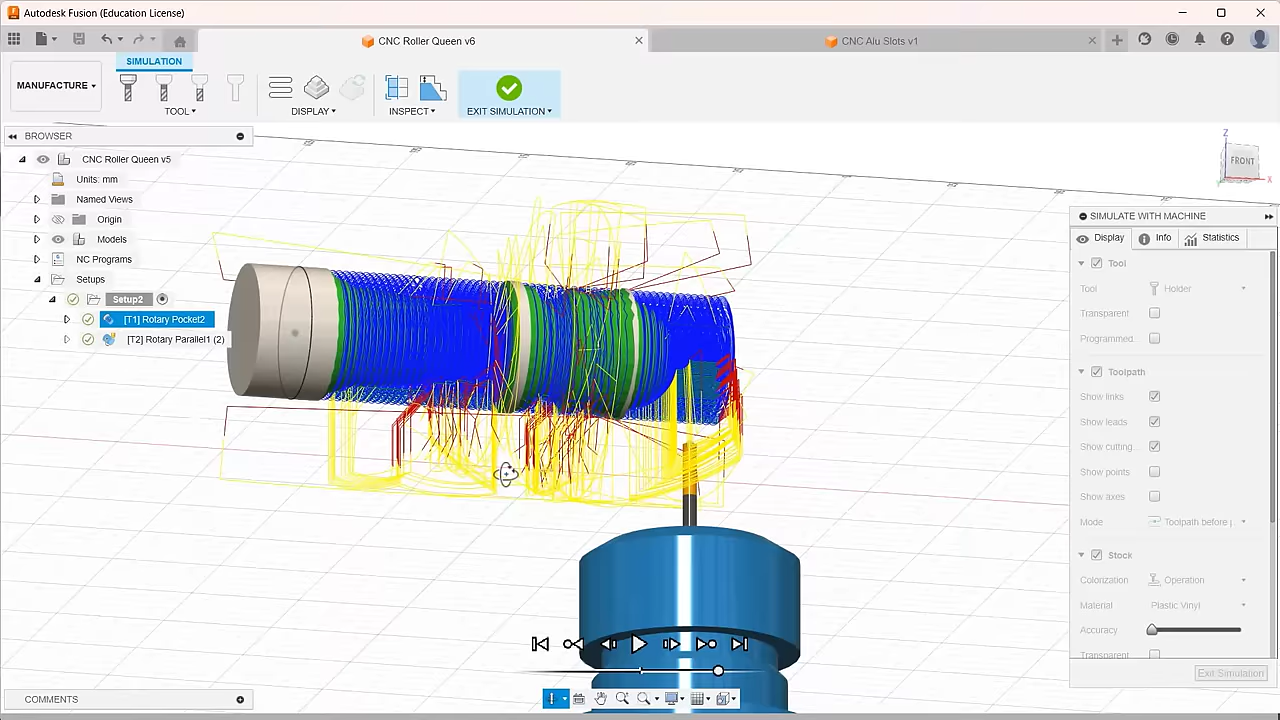 Autodesk Fusion (Education License)
CNC Roller Queen v6
CNC Alu Slots v1
MANUFACTURE
SIMULATION
TOOL
DISPLAY
INSPECT
EXIT SIMULATION
BROWSER
CNC Roller Queen v5
Units: mm
Named Views
Origin
Models
NC Programs
Setups
Setup2
[T1] Rotary Pocket2
[T2] Rotary Parallel1 (2)
Z
FRONT
X
SIMULATE WITH MACHINE
Display
Info
Statistics
Tool
Tool
Holder
Transparent
Programmed
Toolpath
Show links
Show leads
Show cutting...
Show points
Show axes
Mode
Toolpath before
Stock
Colorization
Operation
Material
Plastic Vinyl
Accuracy
Transparent
Exit Simulation
COMMENTS